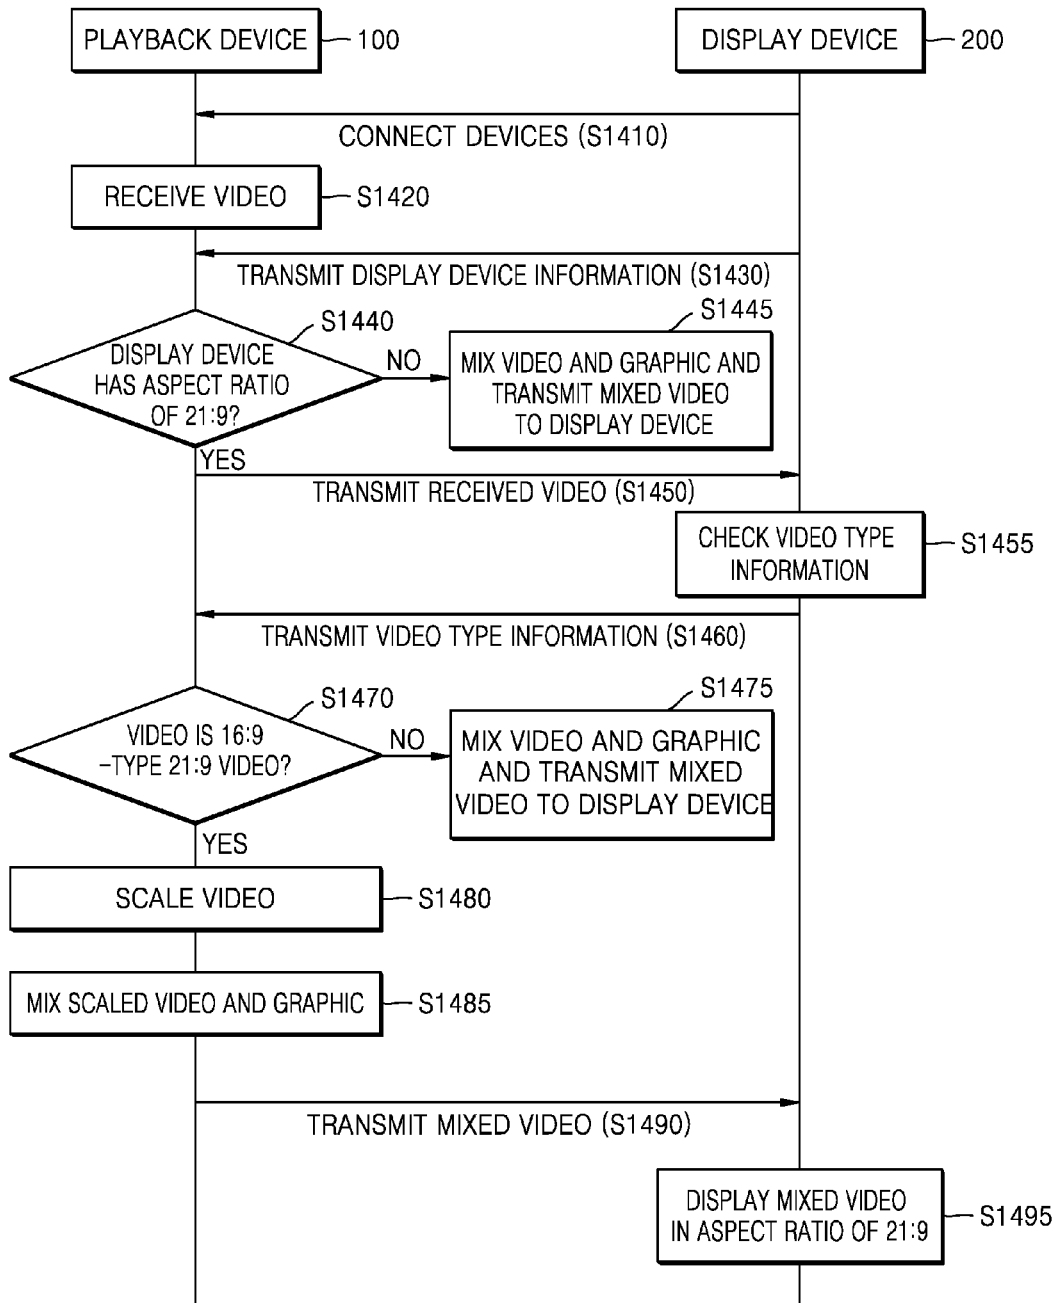 PLAYBACK DEVICE
100
DISPLAY DEVICE
200
CONNECT DEVICES (S1410)
RECEIVE VIDEO
S1420
TRANSMIT DISPLAY DEVICE INFORMATION (S1430)
S1440
DISPLAY DEVICE
HAS ASPECT RATIO
OF 21:9?
NO
S1445
MIX VIDEO AND GRAPHIC AND
TRANSMIT MIXED VIDEO
TO DISPLAY DEVICE
YES
TRANSMIT RECEIVED VIDEO (S1450)
CHECK VIDEO TYPE
INFORMATION
S1455
TRANSMIT VIDEO TYPE INFORMATION (S1460)
S1470
VIDEO IS 16:9
-TYPE 21:9 VIDEO?
NO
S1475
MIX VIDEO AND GRAPHIC
AND TRANSMIT MIXED
VIDEO TO DISPLAY DEVICE
YES
SCALE VIDEO
S1480
MIX SCALED VIDEO AND GRAPHIC
S1485
TRANSMIT MIXED VIDEO (S1490)
DISPLAY MIXED VIDEO
IN ASPECT RATIO OF 21:9
S1495